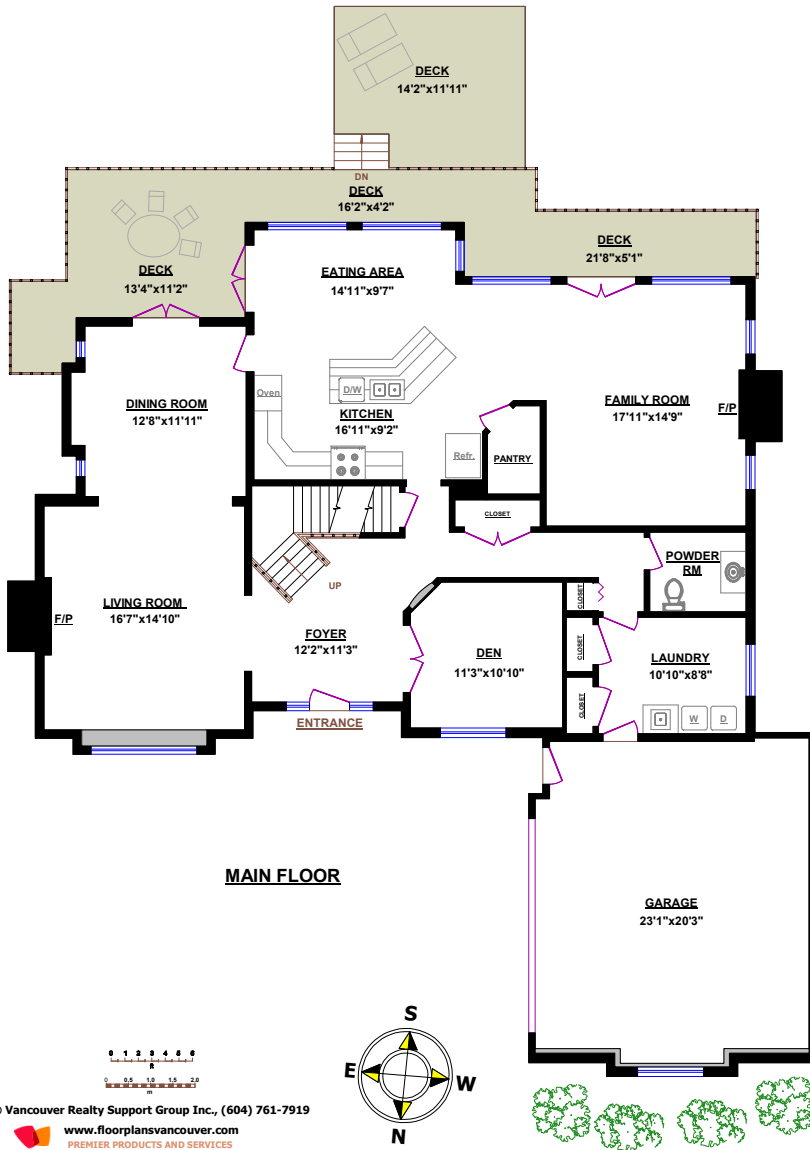 DECK
14'2"x11'11"
DN
DECK
16'2"x4'2"
DECK
21'8"x5'1"
DECK
13'4"x11'2"
EATING AREA
14'11"x9'7"
DINING ROOM
12'8"x11'11"
Oven
D/W
KITCHEN
16'11"x9'2"
Refr.
PANTRY
FAMILY ROOM
17'11"x14'9"
F/P
CLOSET
POWDER
RM
UP
CLOSET
LIVING ROOM
16'7"x14'10"
F/P
FOYER
12'2"x11'3"
DEN
11'3"x10'10"
CLOSET
LAUNDRY
10'10"x8'8"
CLOSET
W
D
ENTRANCE
MAIN FLOOR
GARAGE
23'1"x20'3"
S
E
W
N
0 1 2 3 4 5 6
ft
0 0,5 1,0 1,5 2,0
m
© Vancouver Realty Support Group Inc., (604) 761-7919
www.floorplansvancouver.com
PREMIER PRODUCTS AND SERVICES